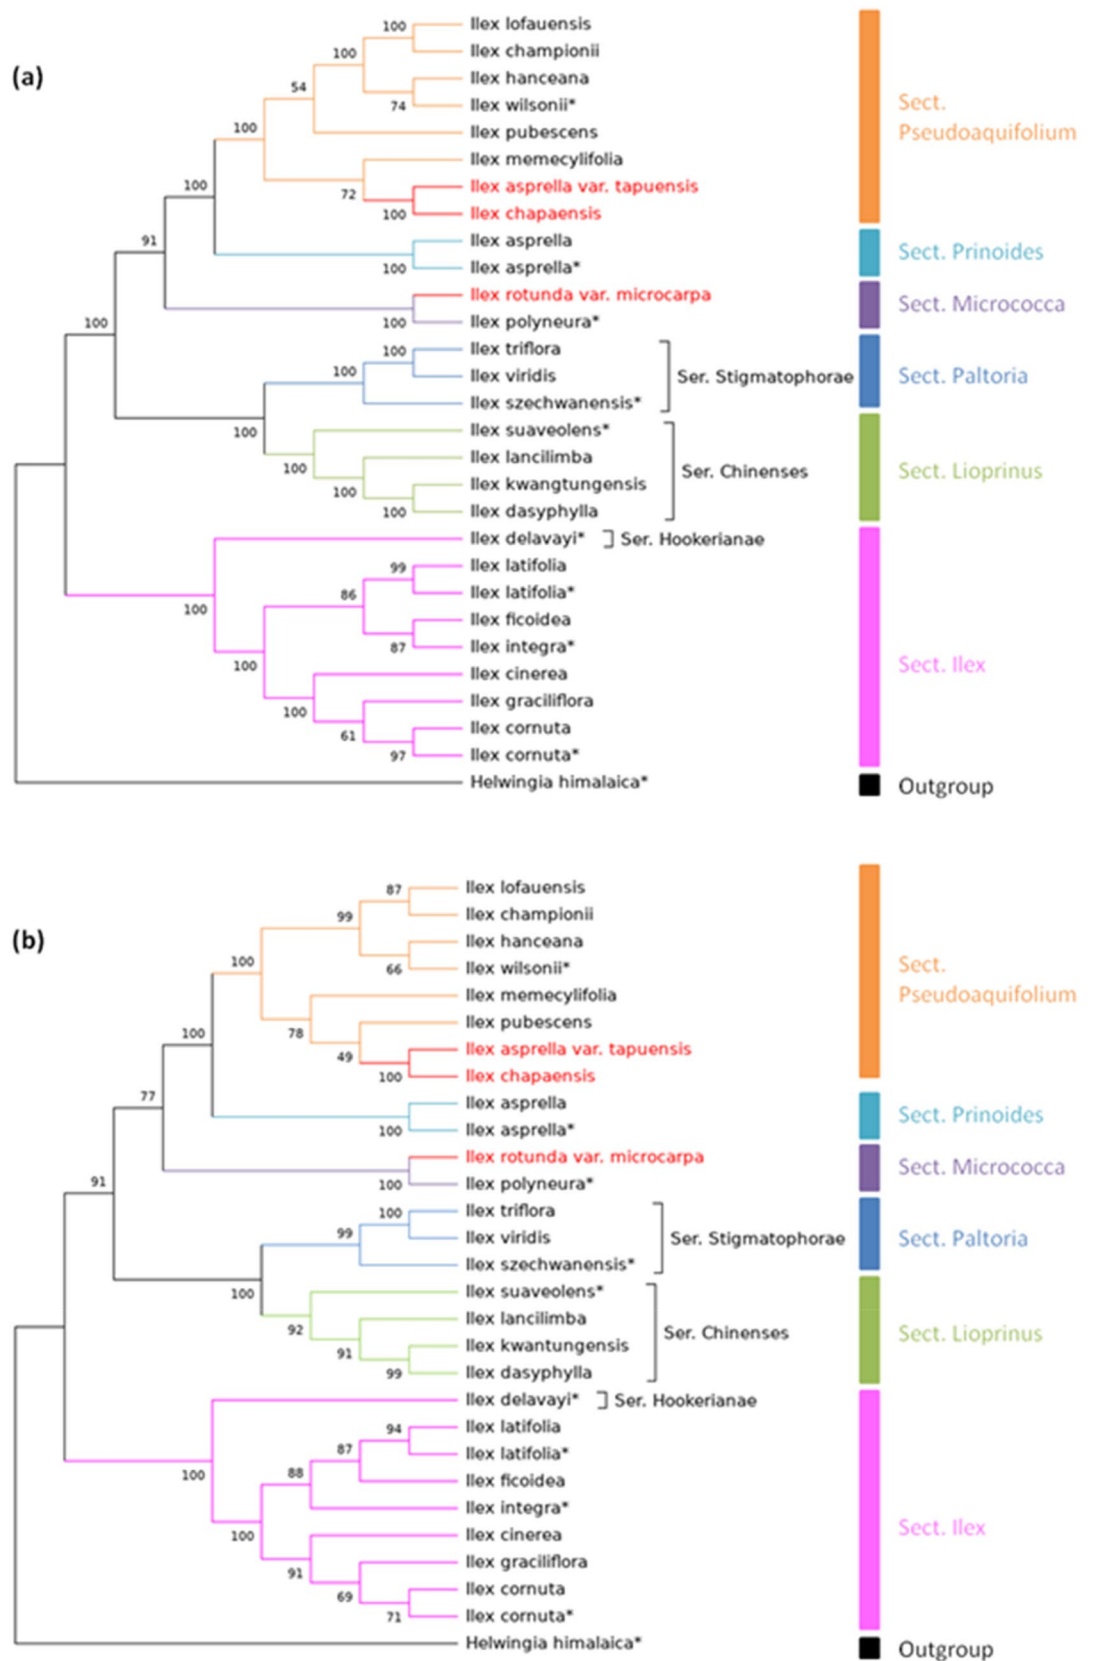 (a)
Ilex lofauensis
Ilex championii
Ilex hanceana
Ilex wilsonii*
Ilex pubescens
Ilex memecylifolia
Ilex asprella var. tapuensis
Ilex chapaensis
Ilex asprella
Ilex asprella*
Ilex rotunda var. microcarpa
Ilex polyneura*
Ilex triflora
Ilex viridis
Ilex szechwanensis*
Ilex suaveolens*
Ilex lancilimba
Ilex kwangtungensis
Ilex dasyphylla
Ilex delavayi*
Ilex latifolia
Ilex latifolia*
Ilex ficoidea
Ilex integra*
Ilex cinerea
Ilex graciliflora
Ilex cornuta
Ilex cornuta*
Helwingia himalaica*
100
100
54
74
100
72
100
100
100
91
100
100
100
100
100
100
100
100
99
86
87
100
100
100
61
97
Ser. Stigmatophorae
Ser. Chinenses
Ser. Hookerianae
Sect.
Pseudoaquifolium
Sect. Prinoides
Sect. Micrococca
Sect. Paltoria
Sect. Lioprinus
Sect. Ilex
Outgroup
(b)
Ilex lofauensis
Ilex championii
Ilex hanceana
Ilex wilsonii*
Ilex memecylifolia
Ilex pubescens
Ilex asprella var. tapuensis
Ilex chapaensis
Ilex asprella
Ilex asprella*
Ilex rotunda var. microcarpa
Ilex polyneura*
Ilex triflora
Ilex viridis
Ilex szechwanensis*
Ilex suaveolens*
Ilex lancilimba
Ilex kwantungensis
Ilex dasyphylla
Ilex delavayi*
Ilex latifolia
Ilex latifolia*
Ilex ficoidea
Ilex integra*
Ilex cinerea
Ilex graciliflora
Ilex cornuta
Ilex cornuta*
Helwingia himalaica*
87
99
66
100
78
49
100
100
100
77
100
91
100
99
100
92
91
99
94
87
88
100
100
91
69
71
Ser. Stigmatophorae
Ser. Chinenses
Ser. Hookerianae
Sect.
Pseudoaquifolium
Sect. Prinoides
Sect. Micrococca
Sect. Paltoria
Sect. Lioprinus
Sect. Ilex
Outgroup